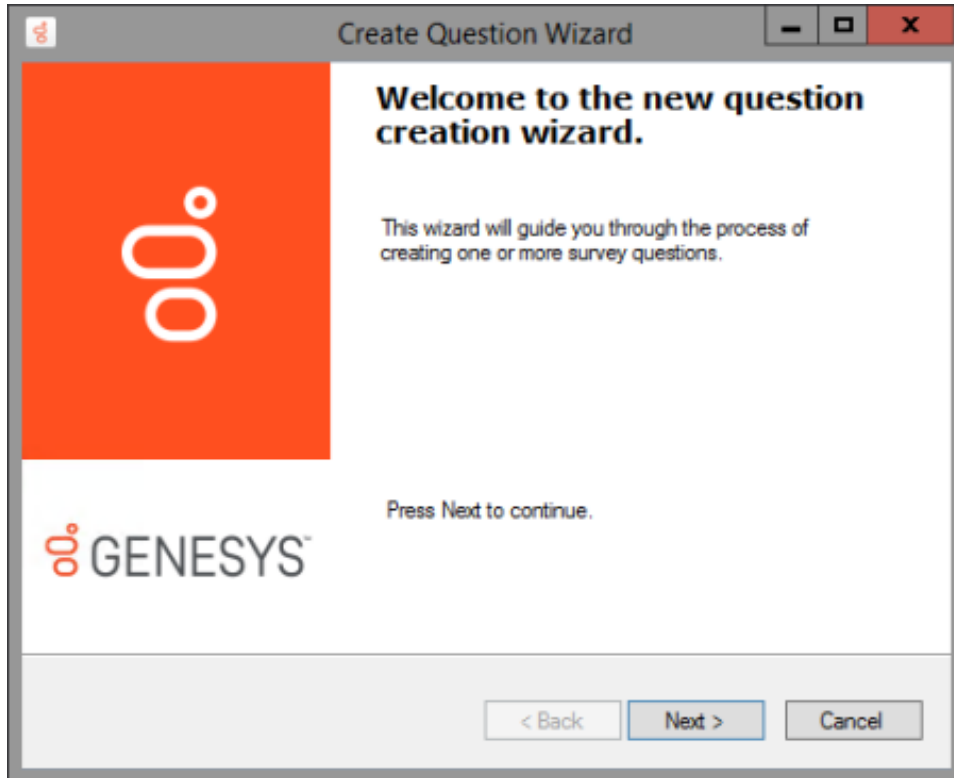 Create Question Wizard
Welcome to the new question
creation wizard.
This wizard will guide you through the process of
creating one or more survey questions.
Press Next to continue.
GENESYS™
< Back
Next >
Cancel